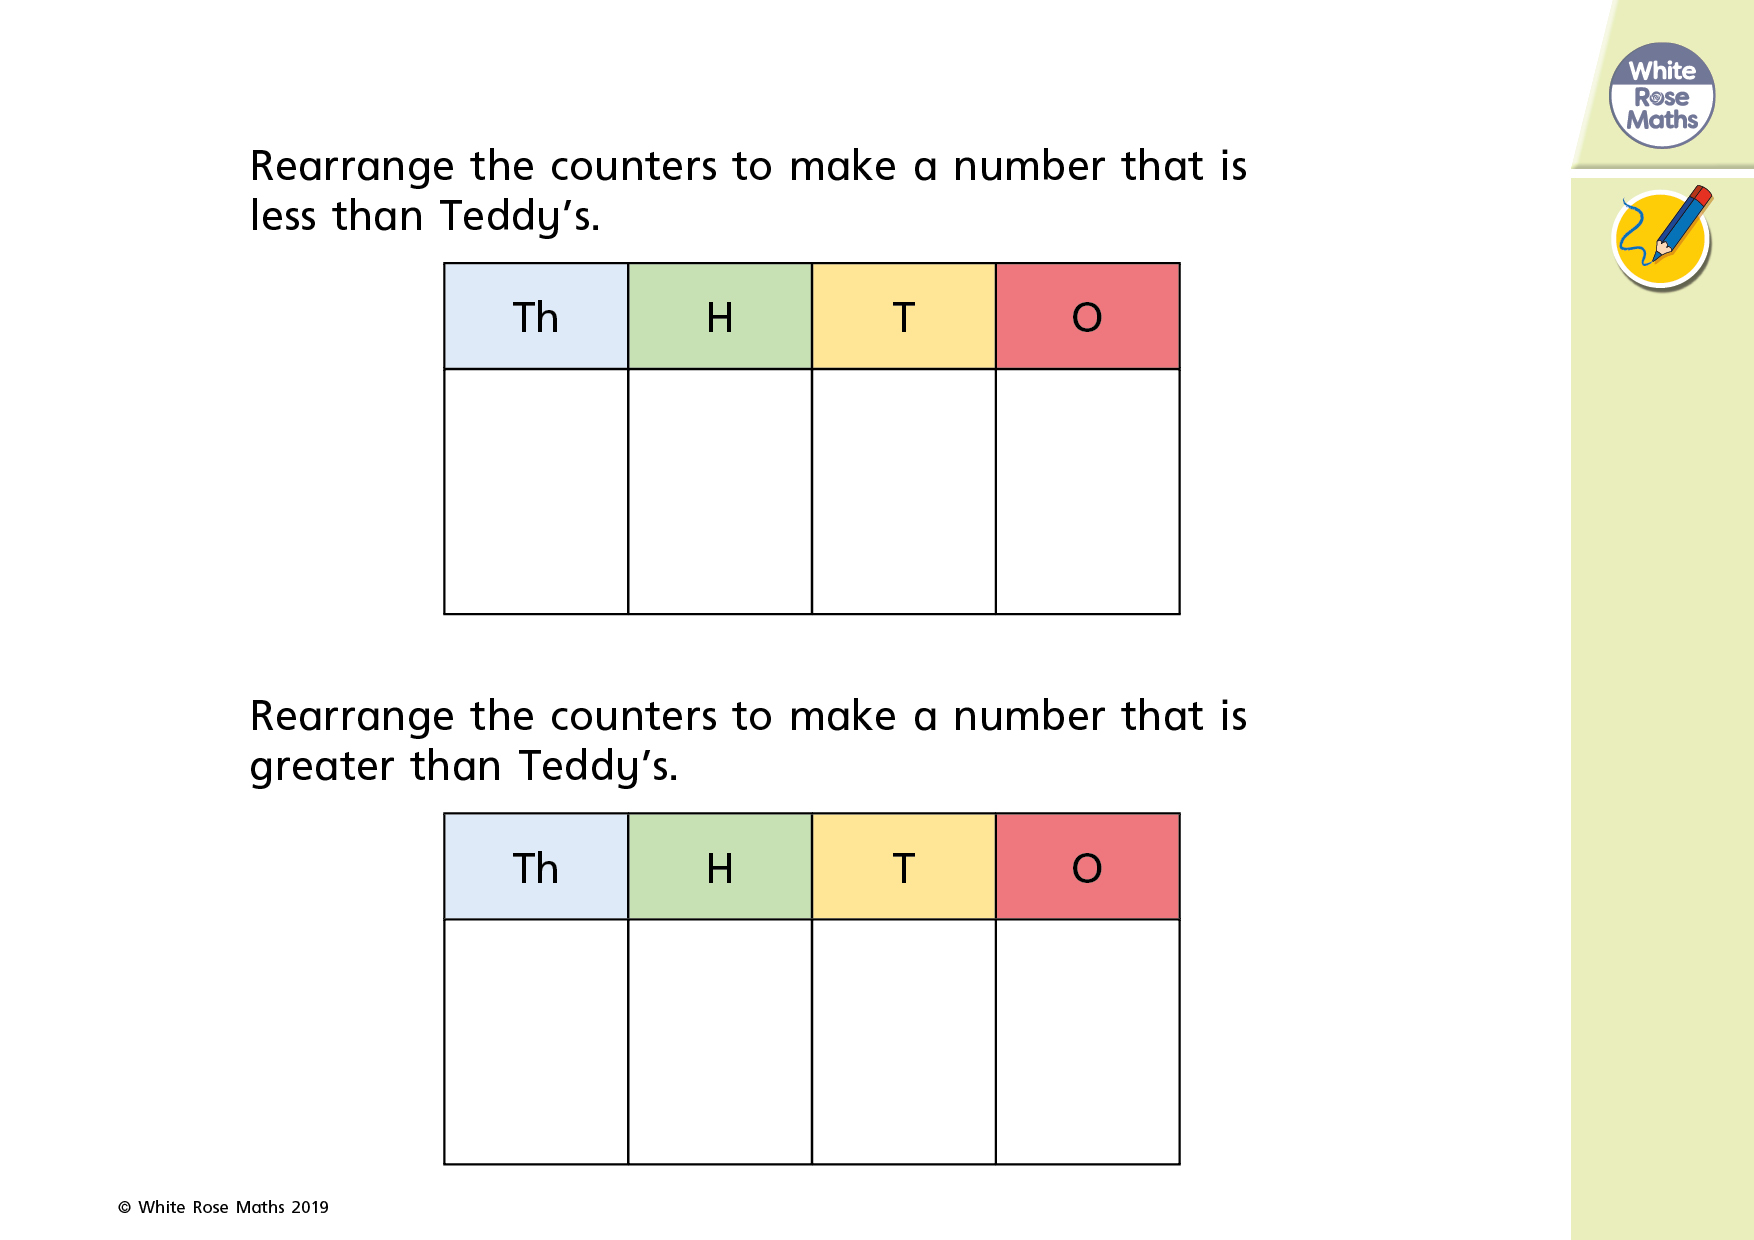 White
Rose
Maths
Rearrange the counters to make a number that is
less than Teddy’s.
Th H T O
Rearrange the counters to make a number that is
greater than Teddy’s.
Th H T O
© White Rose Maths 2019